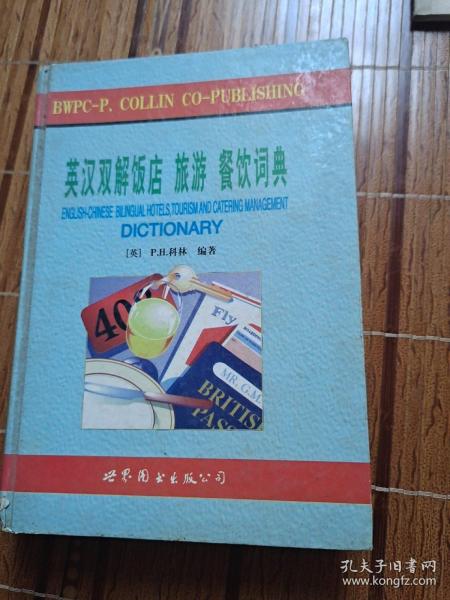 BWPC-P. COLLIN CO-PUBLISHING
英汉双解饭店 旅游 餐饮词典
ENGLISH-CHINESE BILINGUAL HOTELS, TOURISM AND CATERING MANAGEMENT
DICTIONARY
[英] P.H.科林 编著
408
Fly
MR. G.M.
BRITIS
PASS
世界图书出版公司
孔夫子旧书网
www.kongfz.com